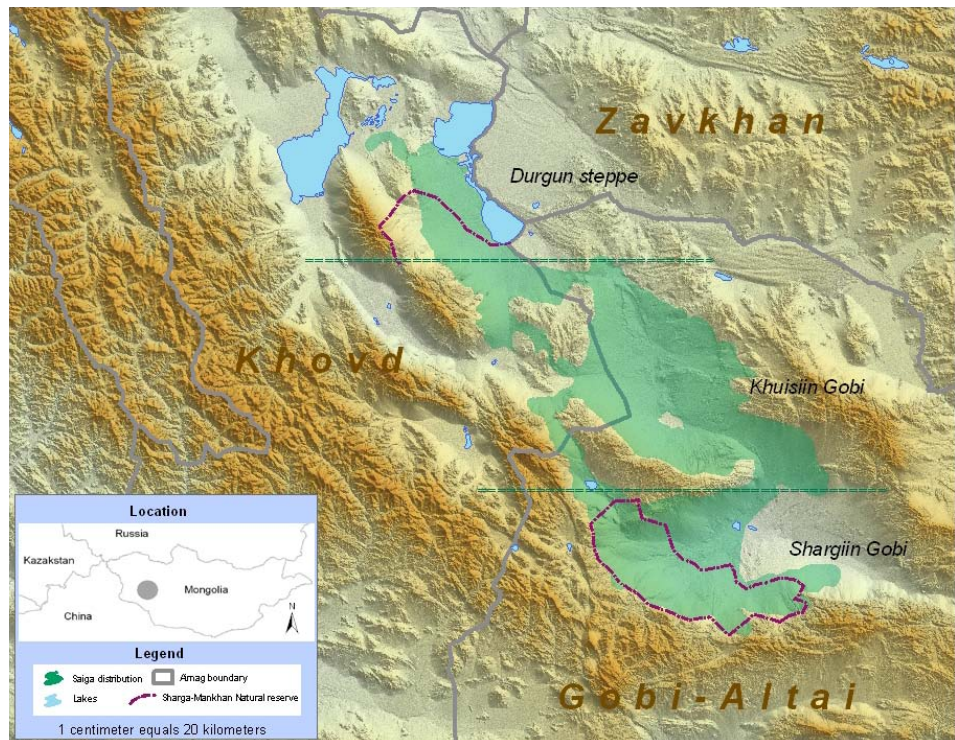 Zavkhan
Durgun steppe
Khovd
Khuisiin Gobi
Shargiin Gobi
Gobi-Altai
Location
Russia
Kazakstan
Mongolia
China
N
Legend
Saiga distribution
Aimag boundary
Lakes
Sharga-Mankhan Natural reserve
1 centimeter equals 20 kilometers